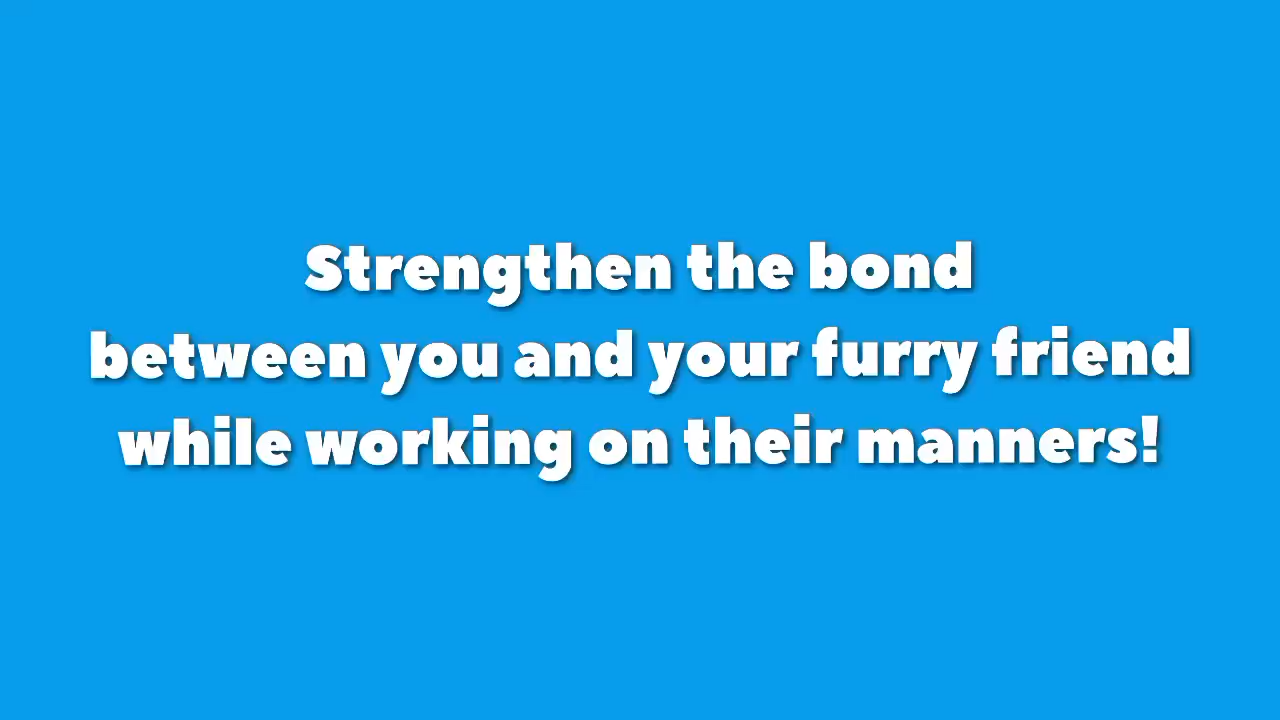 Strengthen the bond
between you and your furry friend
while working on their manners!